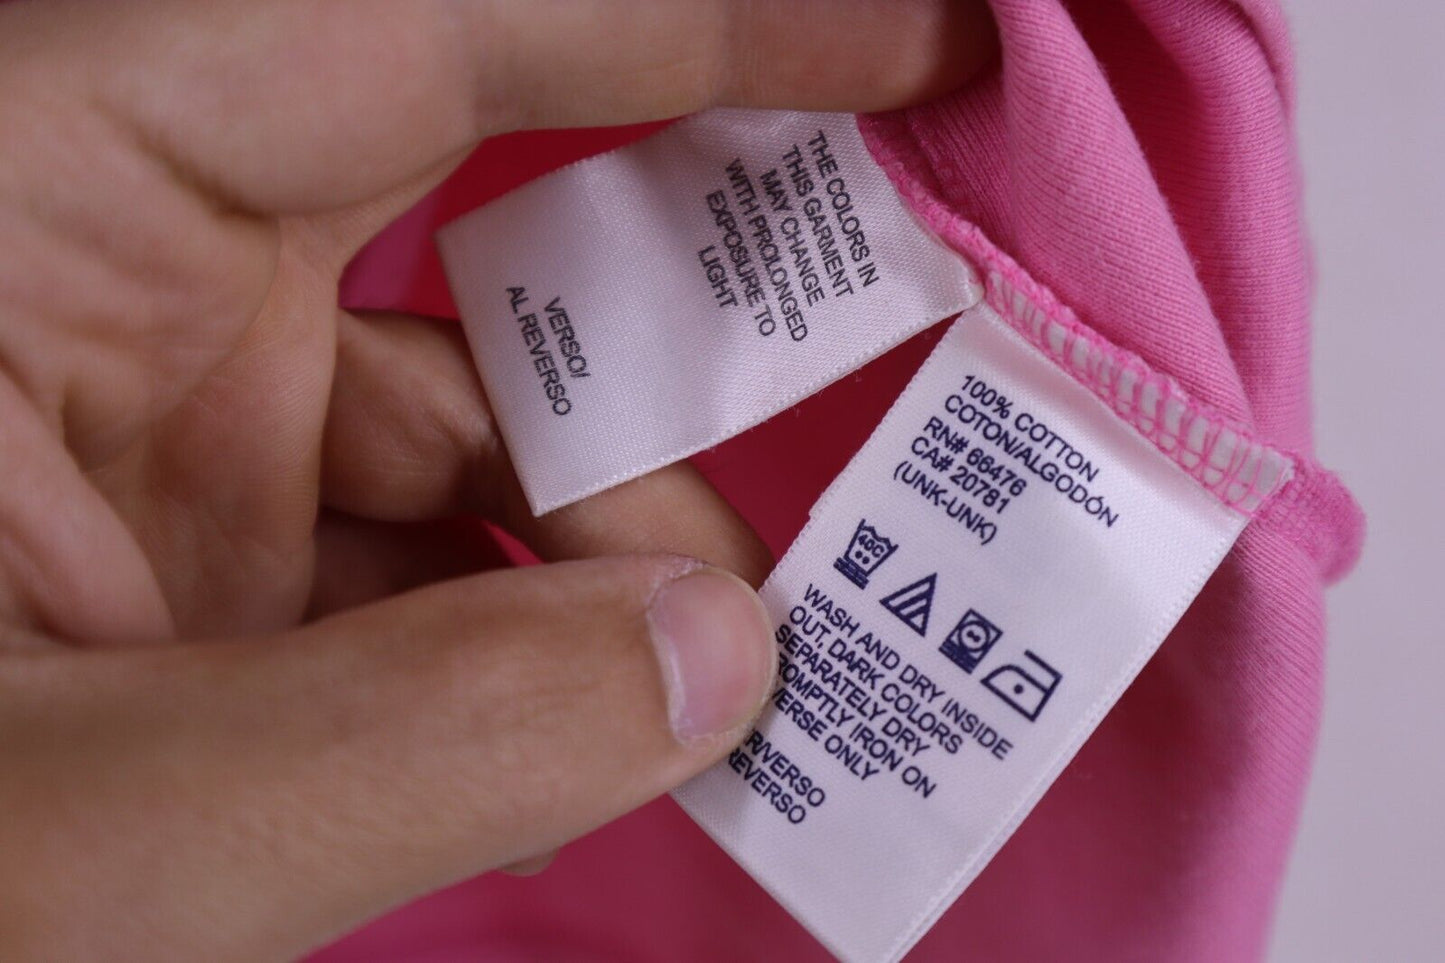 THE COLORS IN
THIS GARMENT
MAY CHANGE
WITH PROLONGED
EXPOSURE TO
LIGHT
VERSO/
AL REVERSO
100% COTTON
COTON/ALGODÓN
RN# 66476
CA# 20781
(UNK-UNK)
40C
WASH AND DRY INSIDE
OUT, DARK COLORS
SEPARATELY DRY
OMPTLY IRON ON
VERSE ONLY
R/VERSO
REVERSO